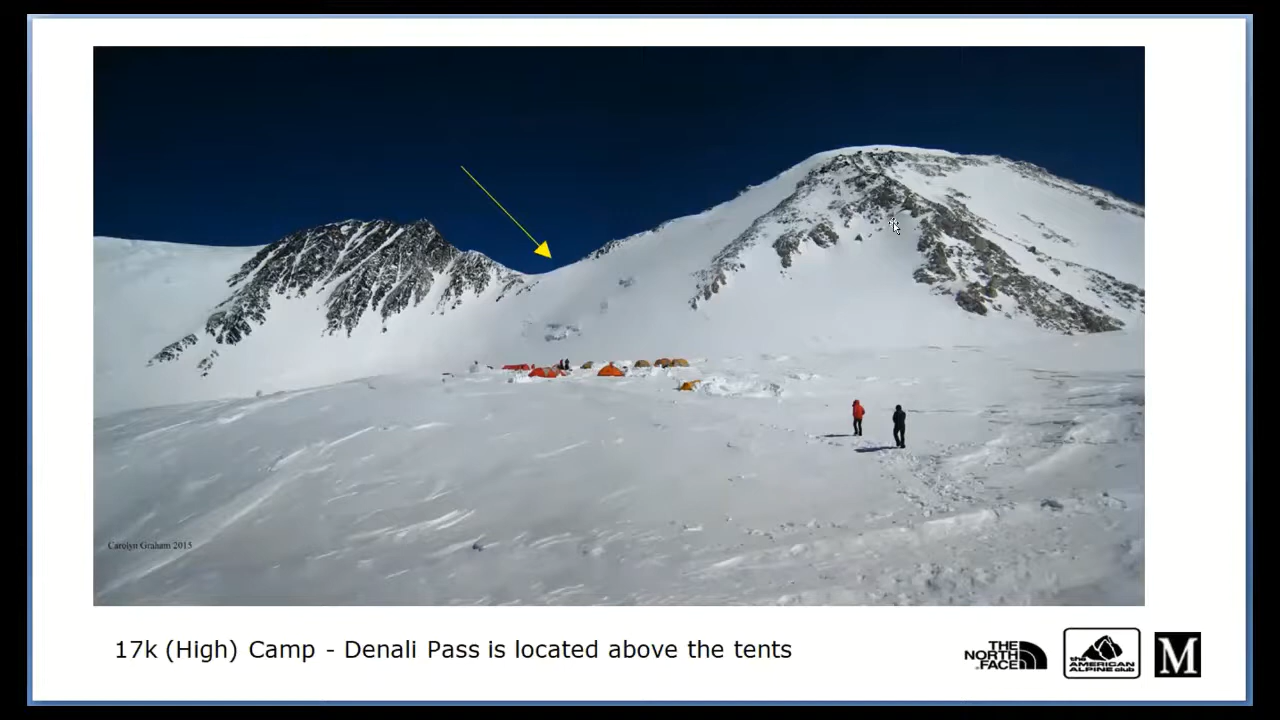 Carolyn Graham 2015
17k (High) Camp - Denali Pass is located above the tents
THE
NORTH
FACE
the
AMERICAN
ALPINE club
M